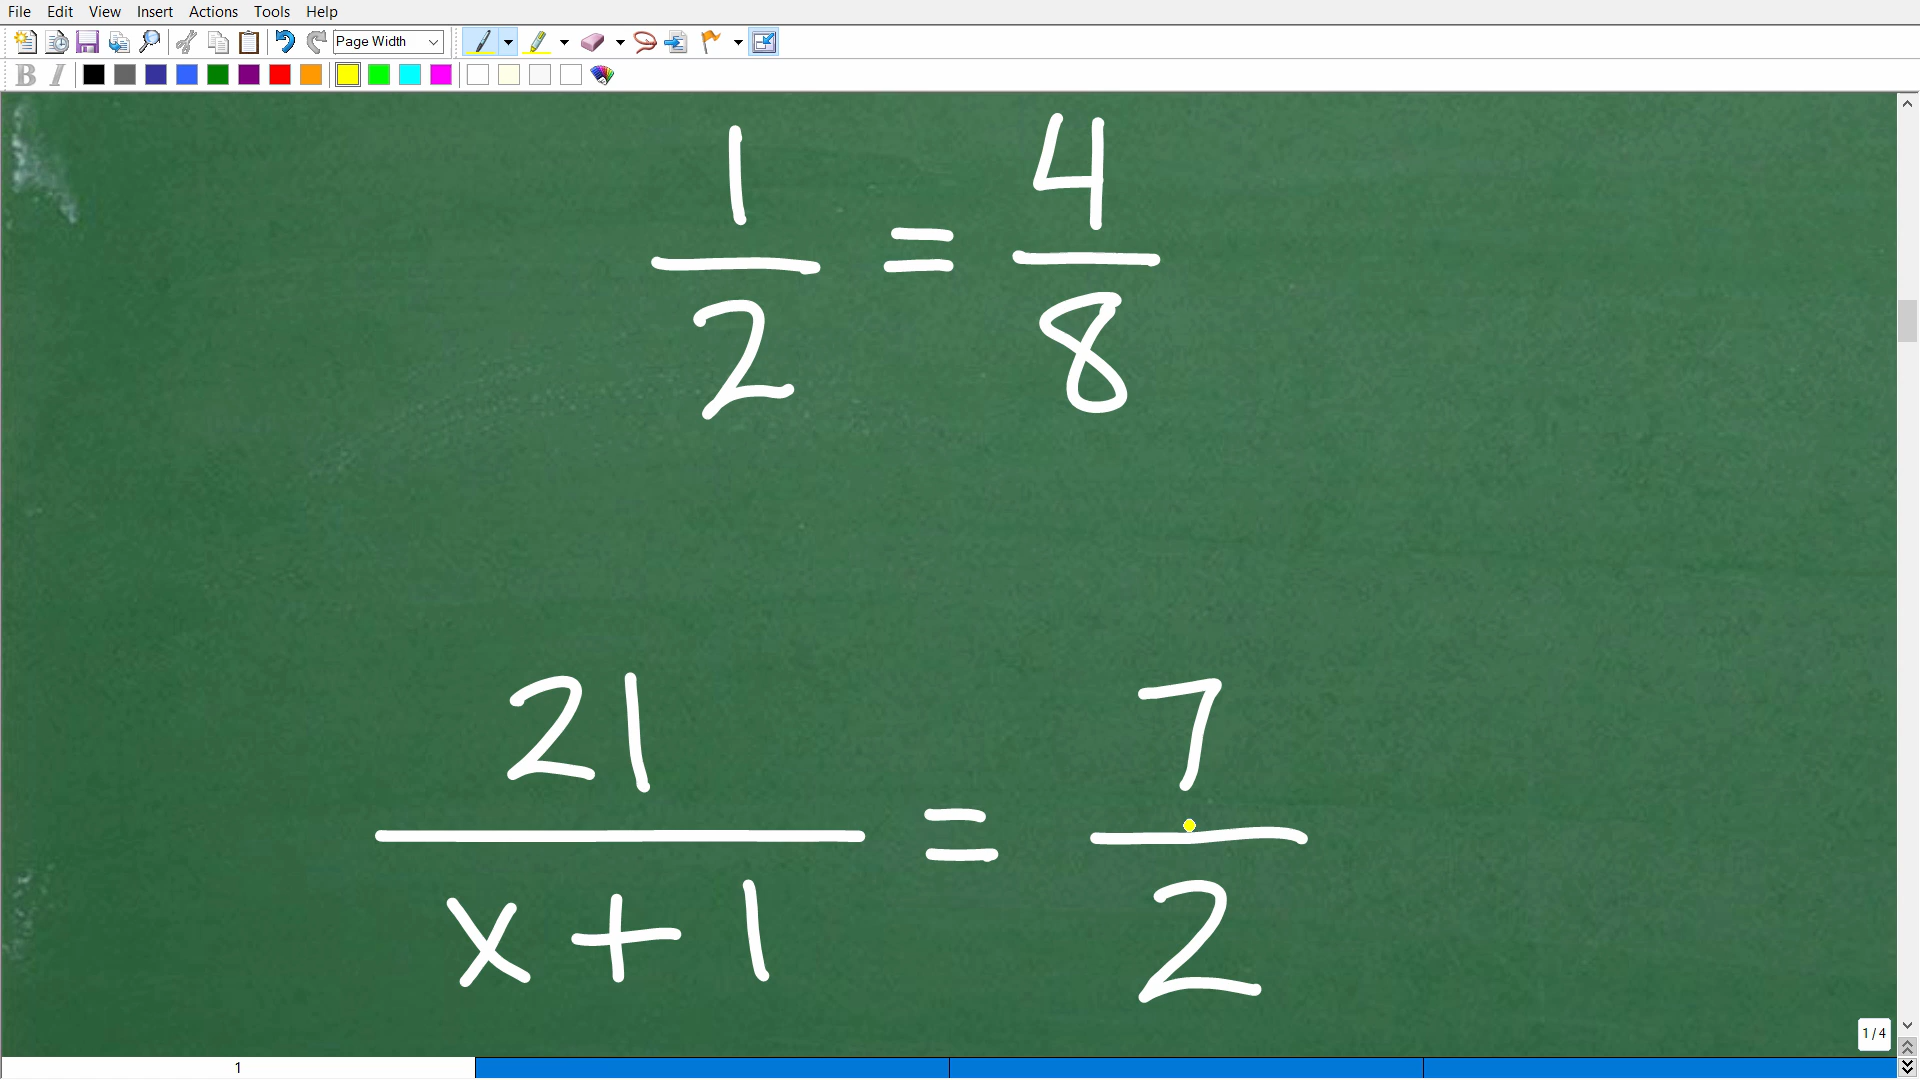 File Edit View Insert Actions Tools Help
Page Width
B I
1/2 = 4/8
21/(x + 1) = 7/2
1 / 4
1